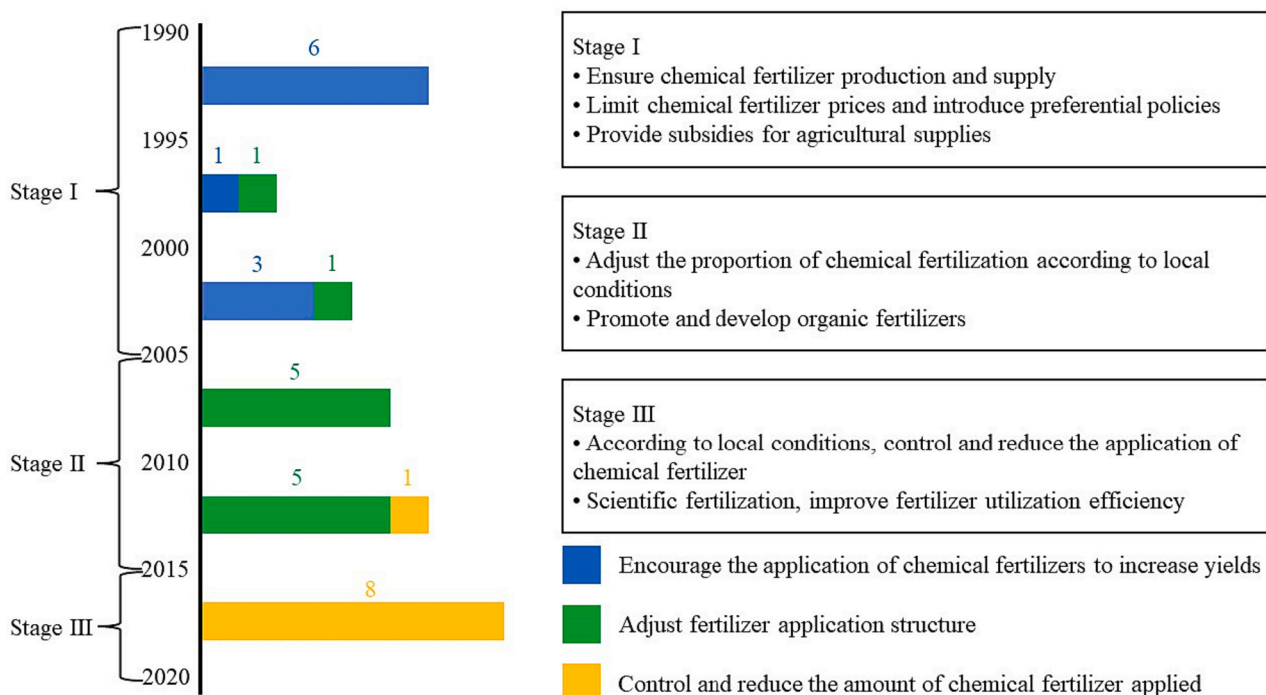 1990
6
1995
1 1
Stage I
2000
3 1
2005
5
Stage II
2010
5 1
2015
8
Stage III
2020
Stage I
• Ensure chemical fertilizer production and supply
• Limit chemical fertilizer prices and introduce preferential policies
• Provide subsidies for agricultural supplies
Stage II
• Adjust the proportion of chemical fertilization according to local
conditions
• Promote and develop organic fertilizers
Stage III
• According to local conditions, control and reduce the application of
chemical fertilizer
• Scientific fertilization, improve fertilizer utilization efficiency
Encourage the application of chemical fertilizers to increase yields
Adjust fertilizer application structure
Control and reduce the amount of chemical fertilizer applied